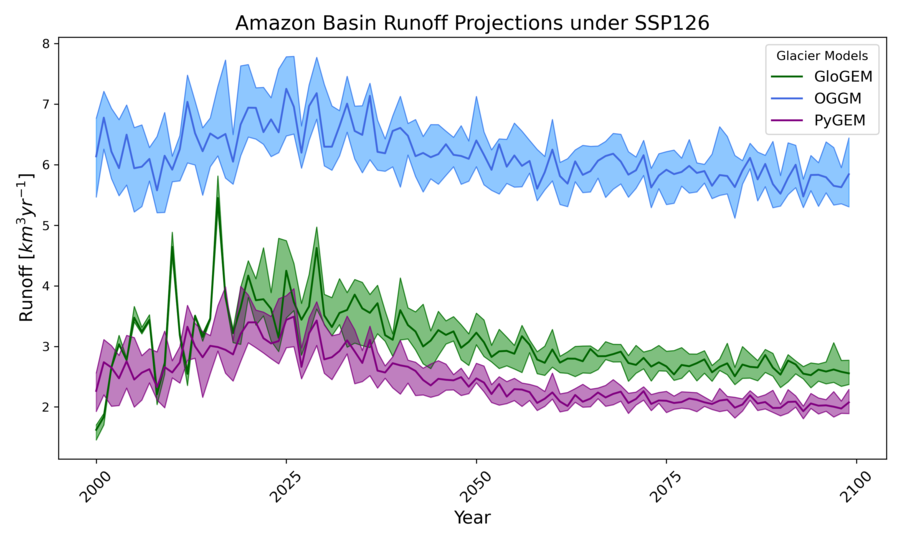 Amazon Basin Runoff Projections under SSP126
Glacier Models
GloGEM
OGGM
PyGEM
Runoff [km³yr⁻¹]
8
7
6
5
4
3
2
2000
2025
2050
2075
2100
Year